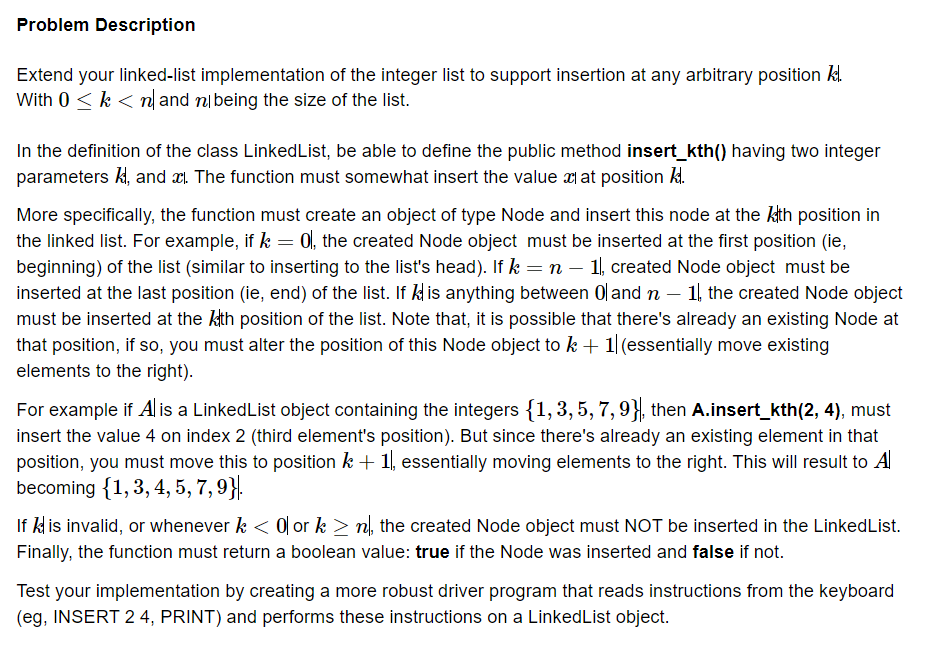 Problem Description
Extend your linked-list implementation of the integer list to support insertion at any arbitrary position k.
With 0 ≤ k < n and n being the size of the list.
In the definition of the class LinkedList, be able to define the public method insert_kth() having two integer
parameters k, and x. The function must somewhat insert the value x at position k.
More specifically, the function must create an object of type Node and insert this node at the kth position in
the linked list. For example, if k = 0, the created Node object must be inserted at the first position (ie,
beginning) of the list (similar to inserting to the list's head). If k = n − 1, created Node object must be
inserted at the last position (ie, end) of the list. If k is anything between 0 and n − 1, the created Node object
must be inserted at the kth position of the list. Note that, it is possible that there's already an existing Node at
that position, if so, you must alter the position of this Node object to k + 1 (essentially move existing
elements to the right).
For example if A is a LinkedList object containing the integers {1, 3, 5, 7, 9}, then A.insert_kth(2, 4), must
insert the value 4 on index 2 (third element's position). But since there's already an existing element in that
position, you must move this to position k + 1, essentially moving elements to the right. This will result to A
becoming {1, 3, 4, 5, 7, 9}.
If k is invalid, or whenever k < 0 or k ≥ n, the created Node object must NOT be inserted in the LinkedList.
Finally, the function must return a boolean value: true if the Node was inserted and false if not.
Test your implementation by creating a more robust driver program that reads instructions from the keyboard
(eg, INSERT 2 4, PRINT) and performs these instructions on a LinkedList object.